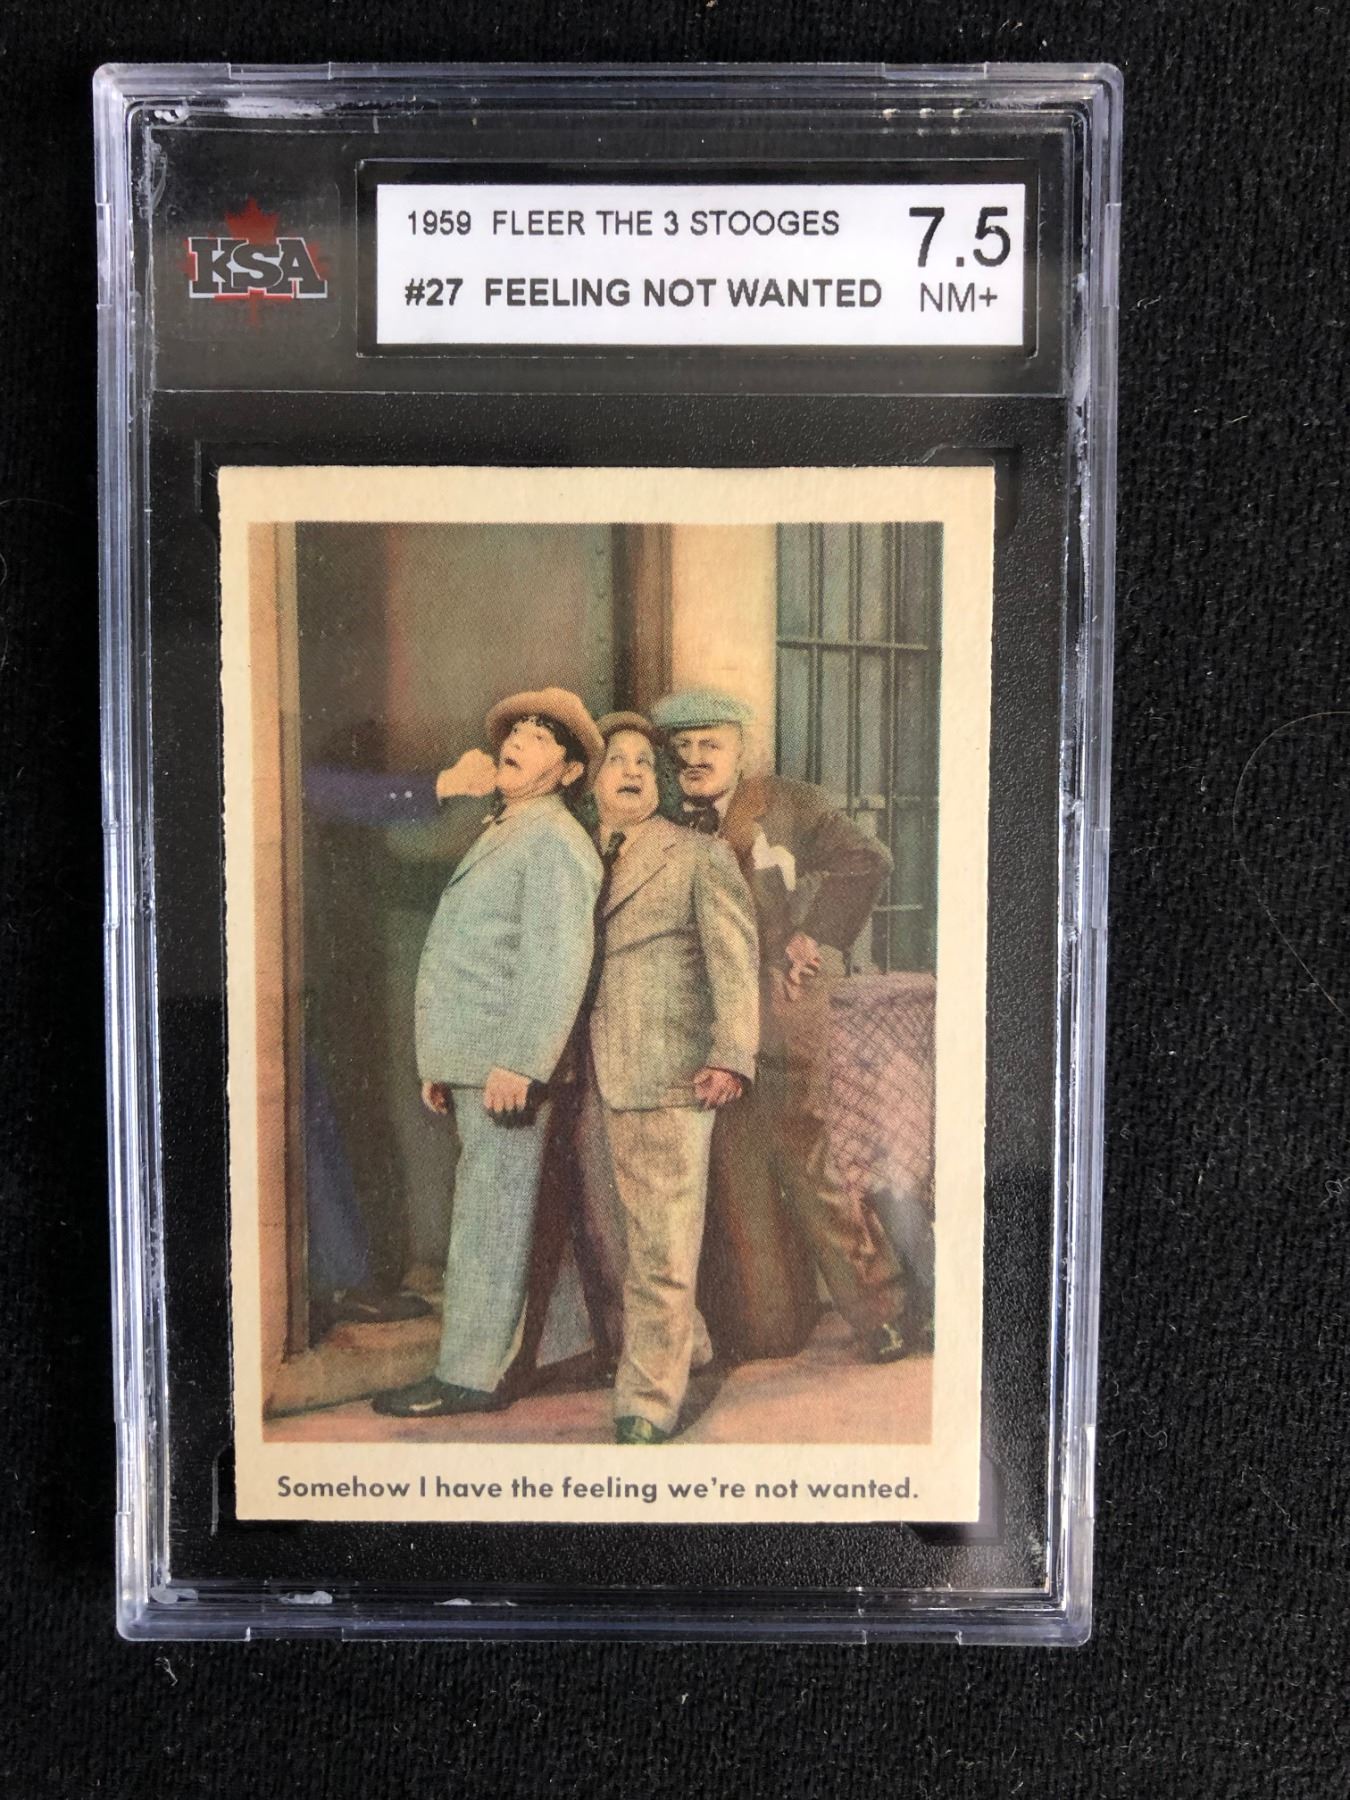 KSA
1959 FLEER THE 3 STOOGES 7.5
#27 FEELING NOT WANTED NM+
Somehow I have the feeling we're not wanted.